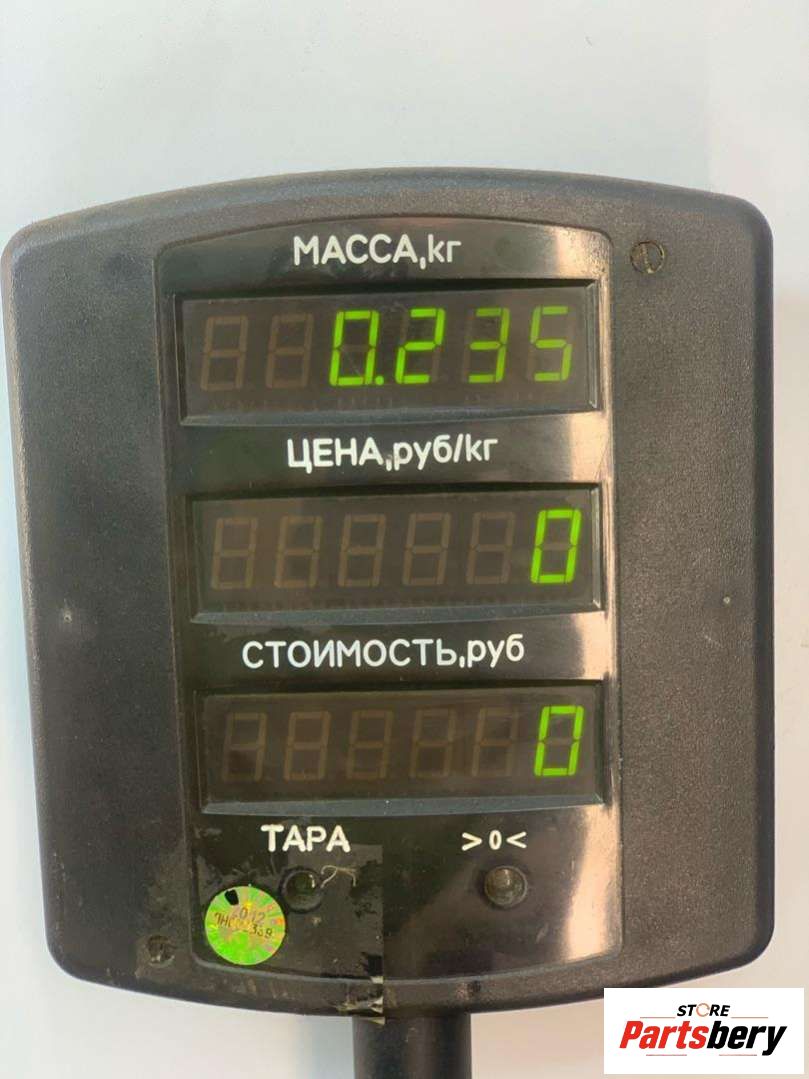 МАССА,кг
0.235
ЦЕНА,руб/кг
0
СТОИМОСТЬ,руб
0
ТАРА >0<
STORE
Partsbery